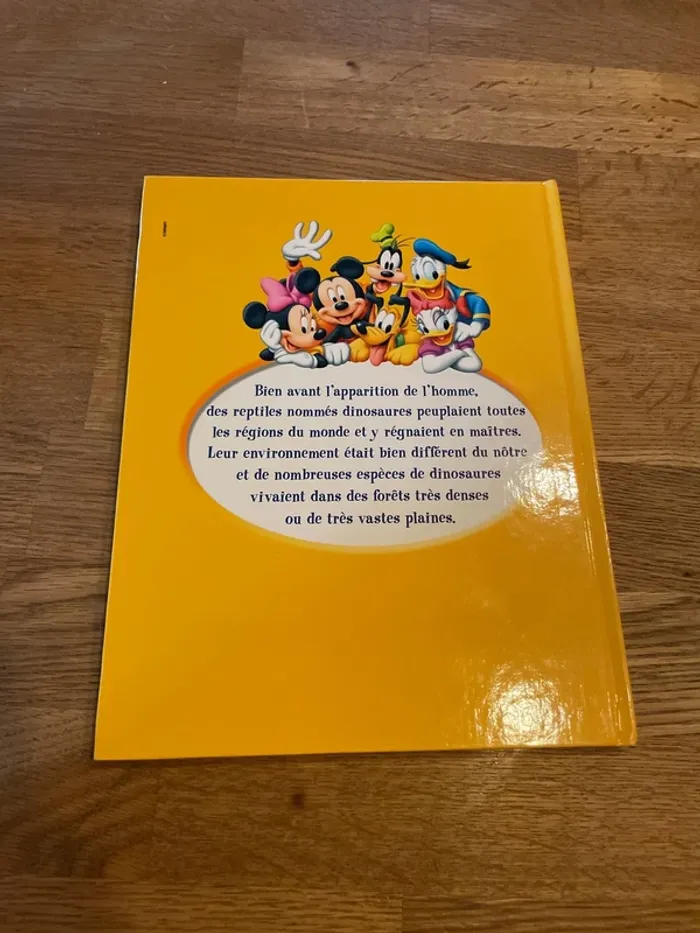 Bien avant l'apparition de l'homme,
des reptiles nommés dinosaures peuplaient toutes
les régions du monde et y régnaient en maîtres.
Leur environnement était bien différent du nôtre
et de nombreuses espèces de dinosaures
vivaient dans des forêts très denses
ou de très vastes plaines.